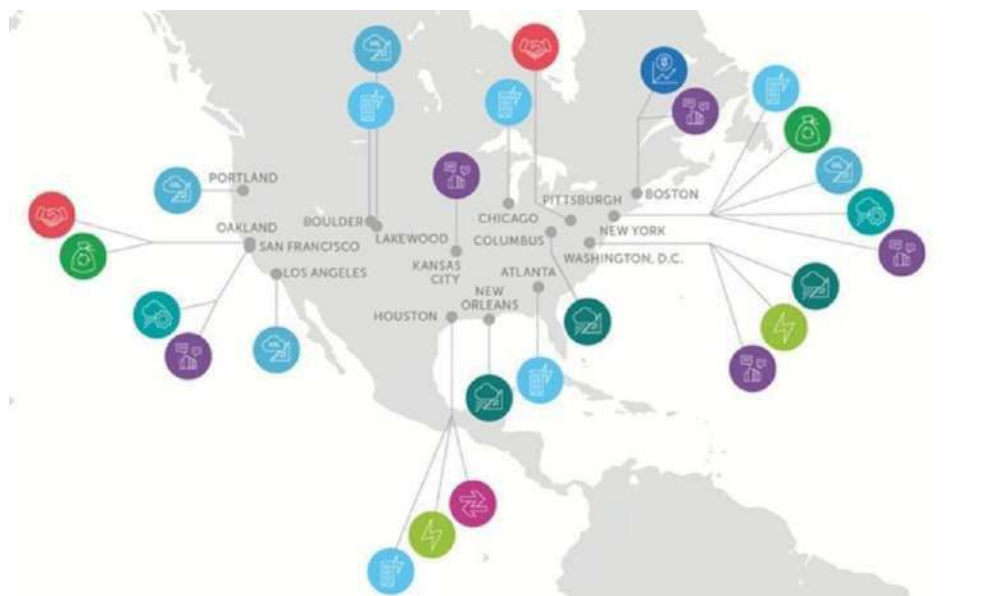 PORTLAND
OAKLAND
SAN FRANCISCO
LOS ANGELES
BOULDER
LAKEWOOD
KANSAS
CITY
CHICAGO
PITTSBURGH
COLUMBUS
BOSTON
NEW YORK
WASHINGTON, D.C.
ATLANTA
NEW
ORLEANS
HOUSTON